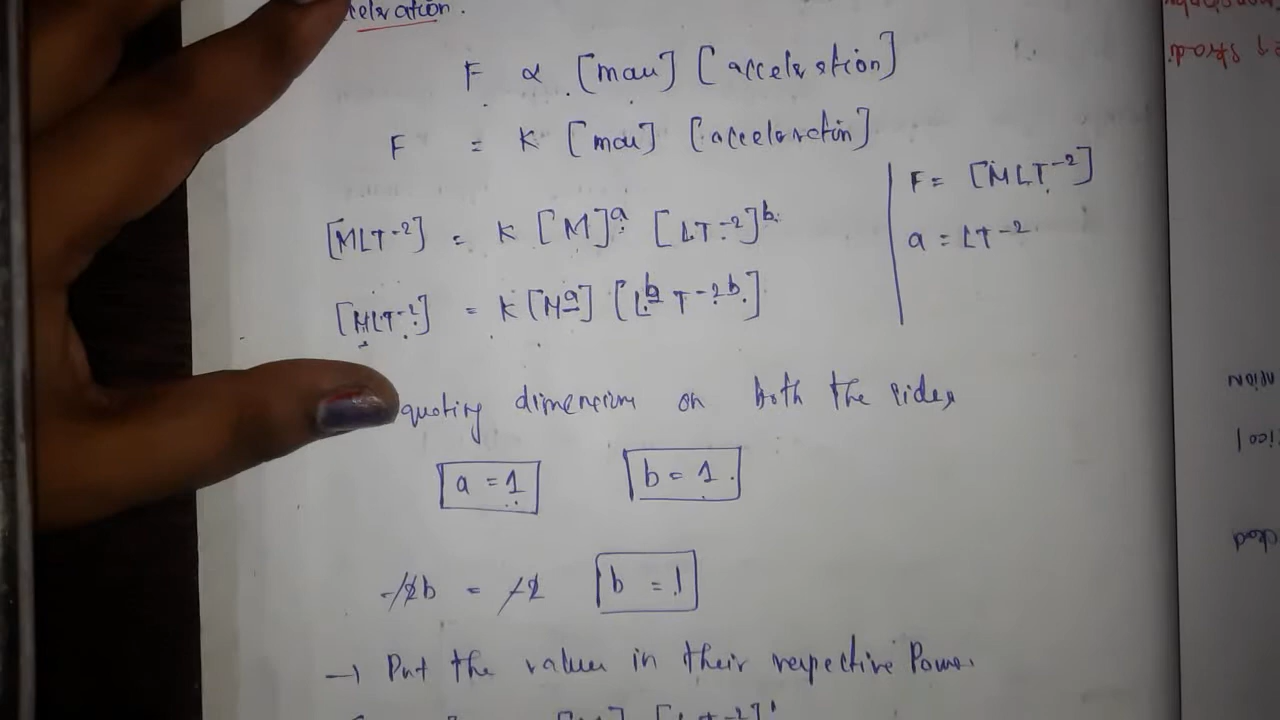 celeration.
F ∝ [mass] [acceleration]
F = K [mass] [acceleration]
F = [MLT⁻²]
[MLT⁻²] = K [M]ᵃ [LT⁻²]ᵇ
a = LT⁻²
[MLT⁻²] = K [Mᵃ] [Lᵇ T⁻²ᵇ]
quating dimension on both the sides
a = 1
b = 1
-2b = -2
b = 1
→ Put the values in their respective Power.